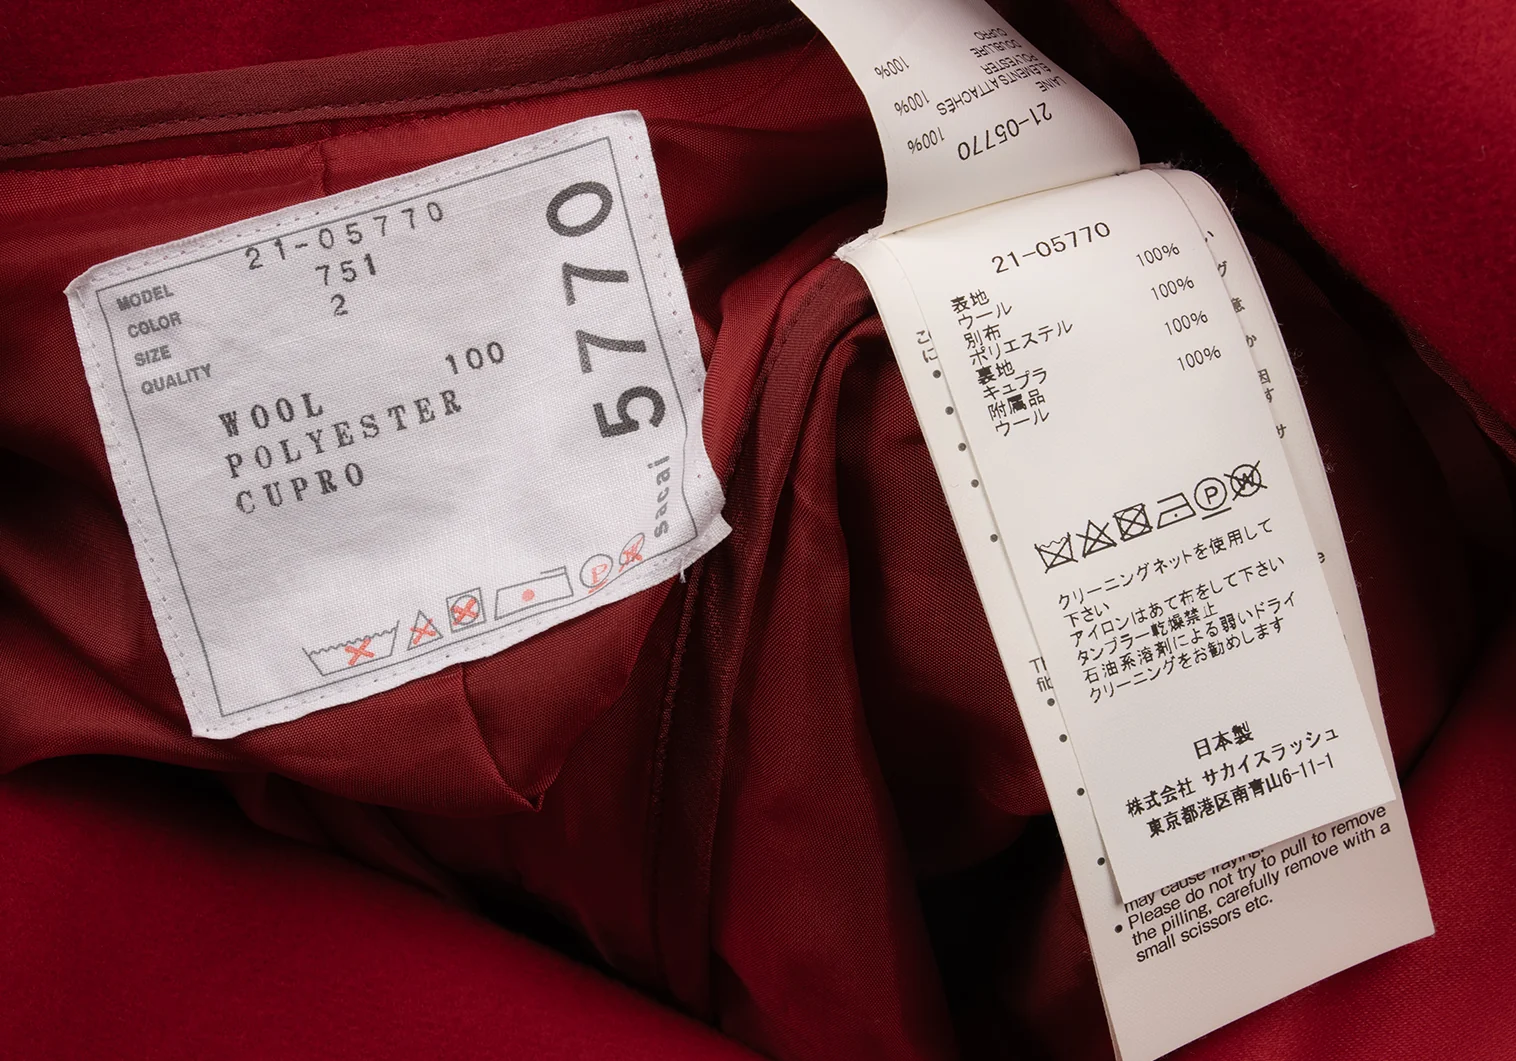 MODEL 21-05770
COLOR 751
SIZE 2
QUALITY
100
WOOL
POLYESTER
CUPRO
5770
sacai
21-05770
LAINE 100%
ELEMENTS ATTACHÉS
POLYESTER 100%
DOUBLURE
CUPRO 100%
21-05770
表地
ウール 100%
別布
ポリエステル 100%
裏地
キュプラ 100%
附属品
ウール 100%
P
W
クリーニングネットを使用して
下さい
アイロンはあて布をして下さい
タンブラー乾燥禁止
石油系溶剤による弱いドライ
クリーニングをお勧めします
日本製
株式会社 サカイスラッシュ
東京都港区南青山6-11-1
may cause fraying.
• Please do not try to pull to remove
the pilling, carefully remove with a
small scissors etc.